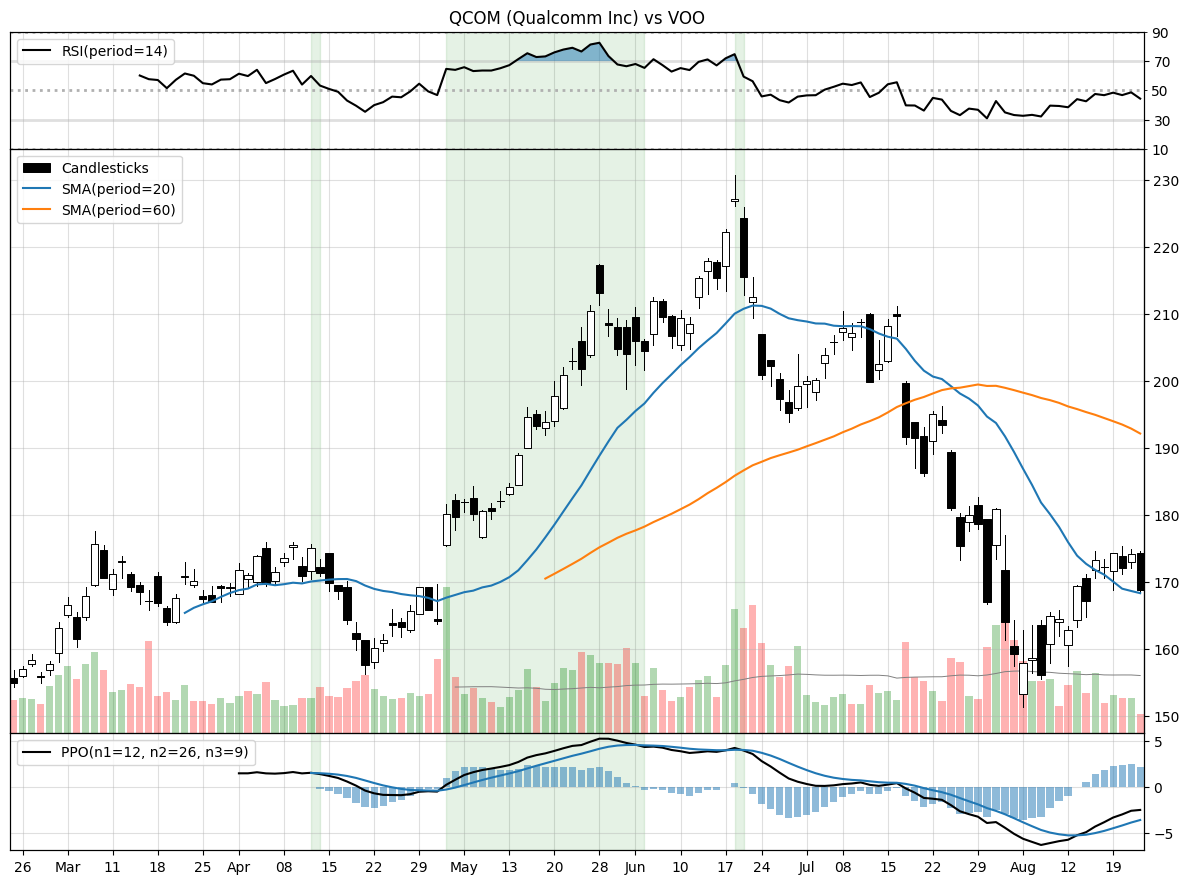 QCOM (Qualcomm Inc) vs VOO
RSI(period=14)
90
70
50
30
10
Candlesticks
SMA(period=20)
SMA(period=60)
230
220
210
200
190
180
170
160
150
PPO(n1=12, n2=26, n3=9)
5
0
−5
26 Mar 11 18 25 Apr 08 15 22 29 May 13 20 28 Jun 10 17 24 Jul 08 15 22 29 Aug 12 19